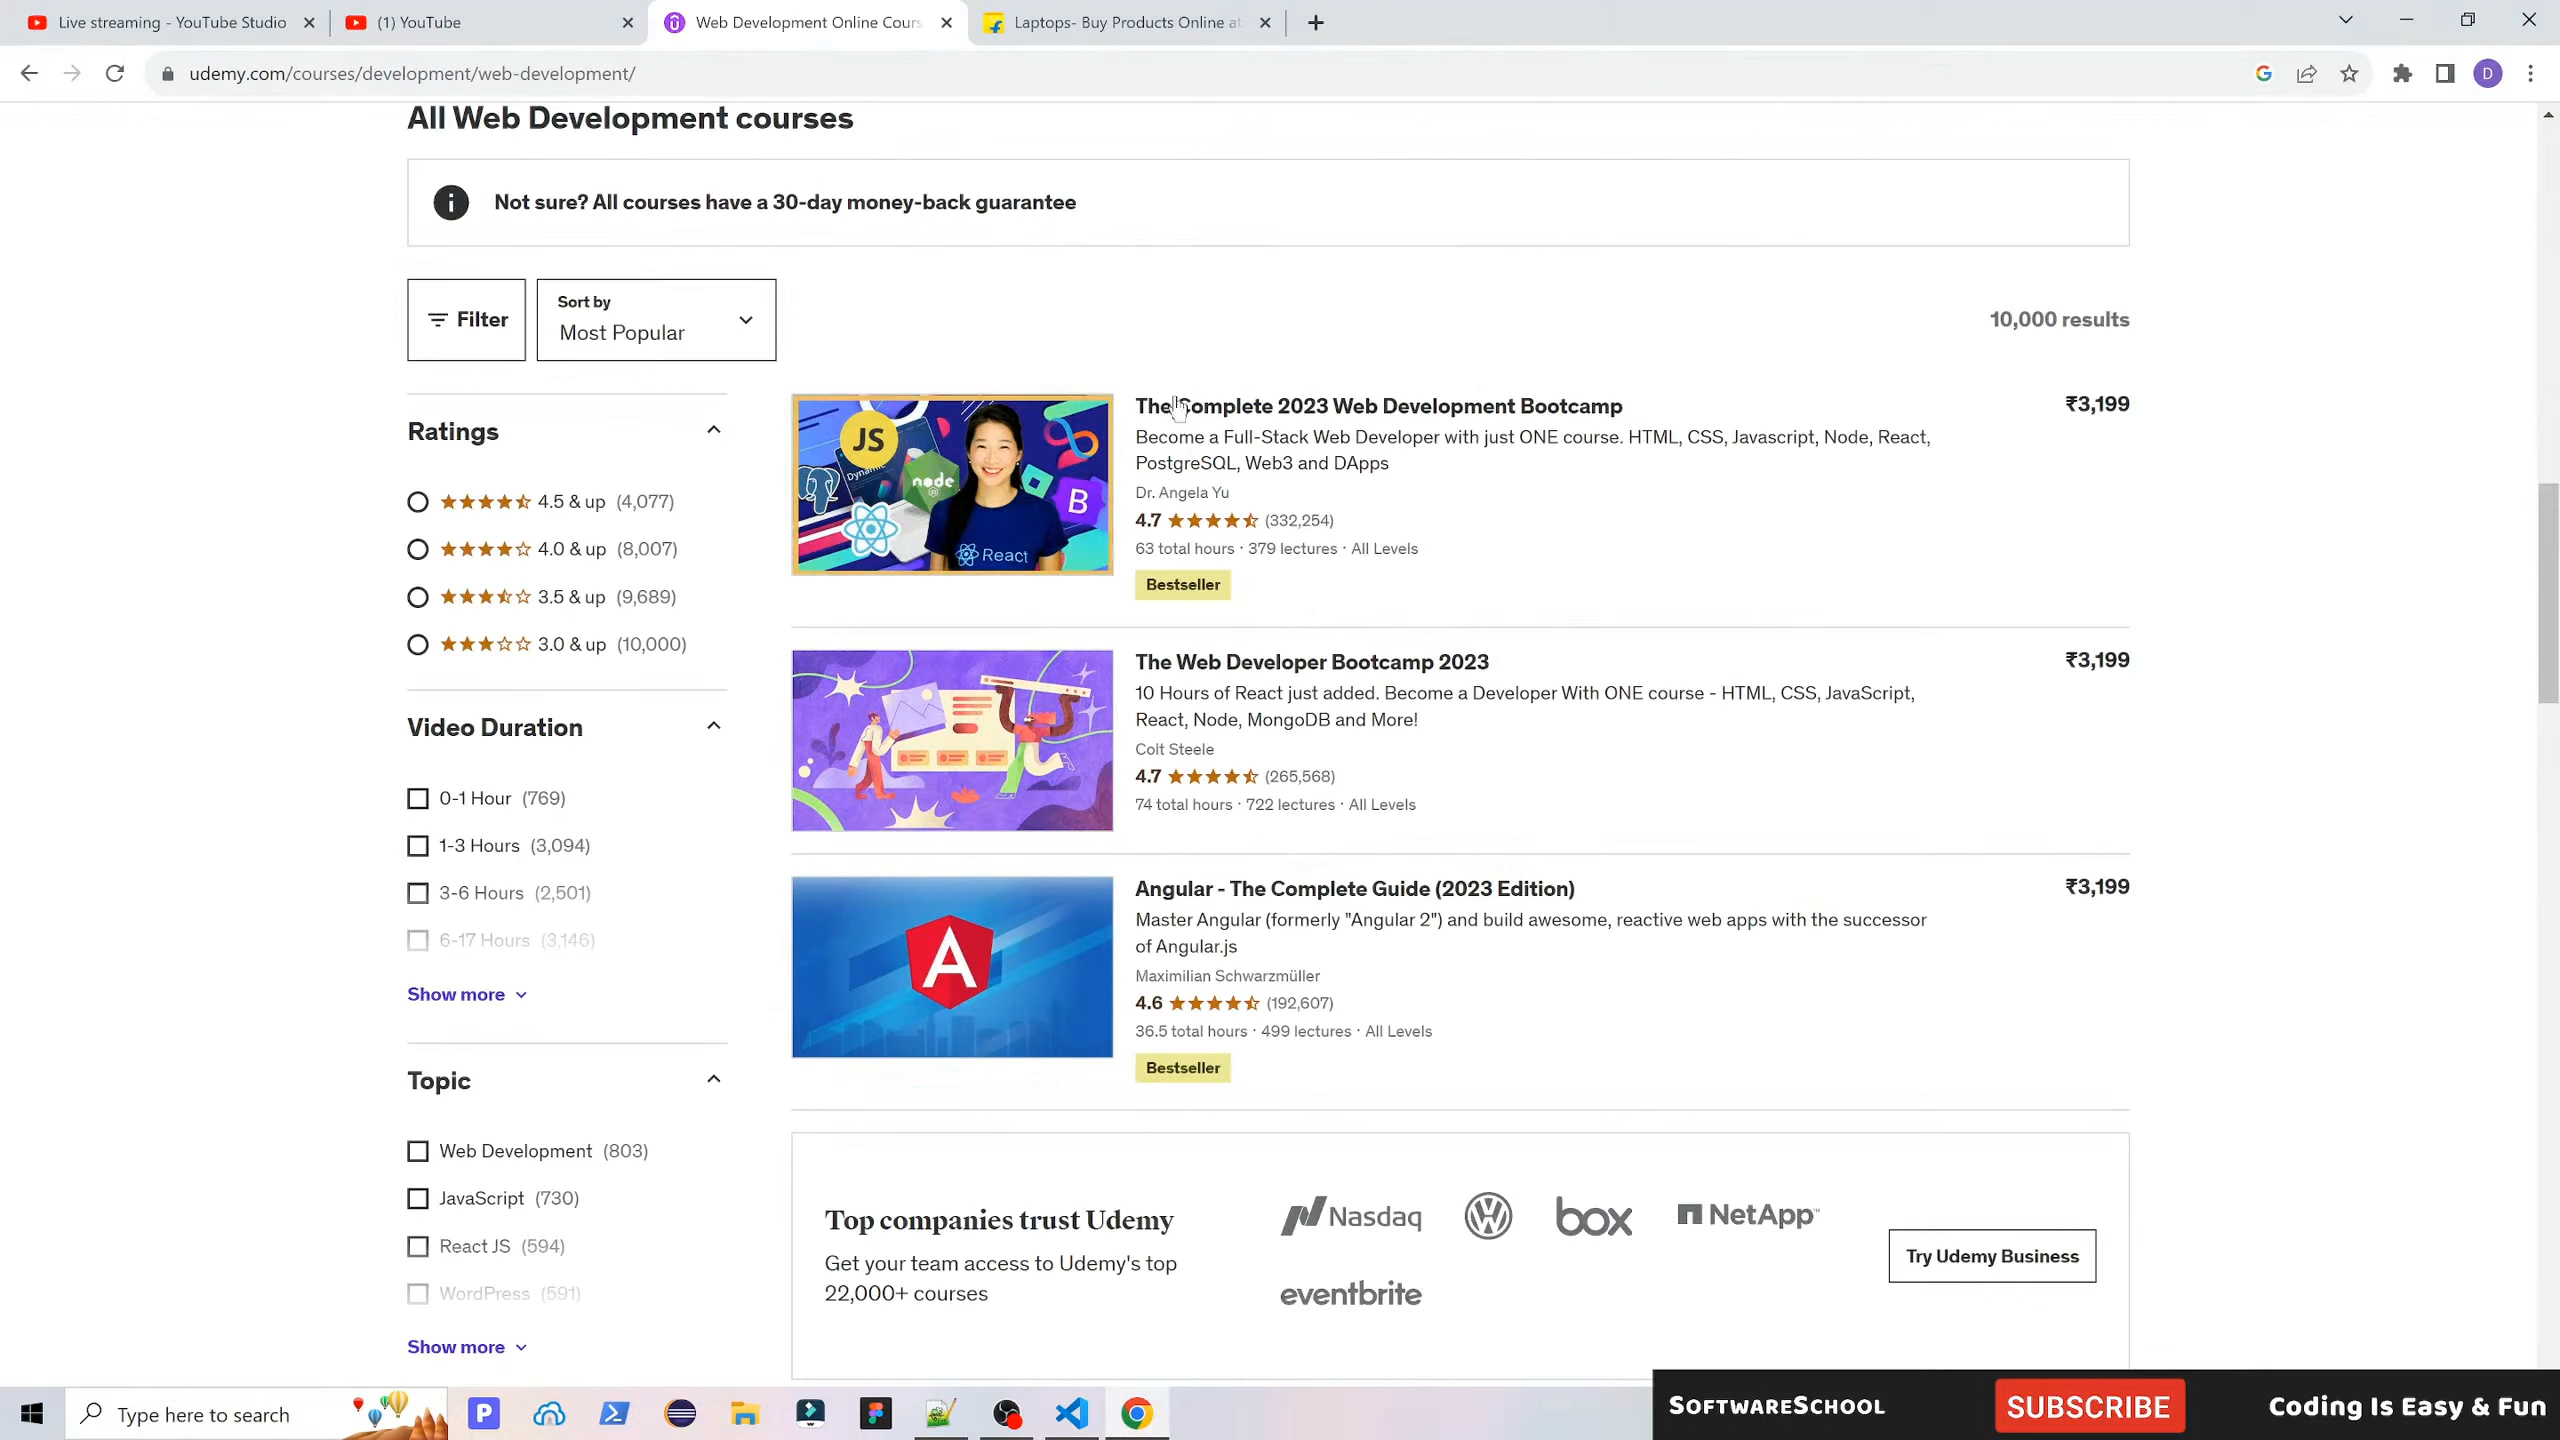 Live streaming - YouTube Studio
(1) YouTube
Web Development Online Cours
Laptops- Buy Products Online at
udemy.com/courses/development/web-development/
D
All Web Development courses
Not sure? All courses have a 30-day money-back guarantee
Filter
Sort by
Most Popular
10,000 results
Ratings
4.5 & up (4,077)
4.0 & up (8,007)
3.5 & up (9,689)
3.0 & up (10,000)
Video Duration
0-1 Hour (769)
1-3 Hours (3,094)
3-6 Hours (2,501)
6-17 Hours (3,146)
Show more
Topic
Web Development (803)
JavaScript (730)
React JS (594)
WordPress (591)
Show more
JS
Dynamic
node
B
React
The Complete 2023 Web Development Bootcamp
₹3,199
Become a Full-Stack Web Developer with just ONE course. HTML, CSS, Javascript, Node, React,
PostgreSQL, Web3 and DApps
Dr. Angela Yu
4.7 (332,254)
63 total hours · 379 lectures · All Levels
Bestseller
The Web Developer Bootcamp 2023
₹3,199
10 Hours of React just added. Become a Developer With ONE course - HTML, CSS, JavaScript,
React, Node, MongoDB and More!
Colt Steele
4.7 (265,568)
74 total hours · 722 lectures · All Levels
A
Angular - The Complete Guide (2023 Edition)
₹3,199
Master Angular (formerly "Angular 2") and build awesome, reactive web apps with the successor
of Angular.js
Maximilian Schwarzmüller
4.6 (192,607)
36.5 total hours · 499 lectures · All Levels
Bestseller
Top companies trust Udemy
Get your team access to Udemy's top
22,000+ courses
Nasdaq
box
NetApp
eventbrite
Try Udemy Business
Type here to search
P
SOFTWARESCHOOL
SUBSCRIBE
Coding Is Easy & Fun